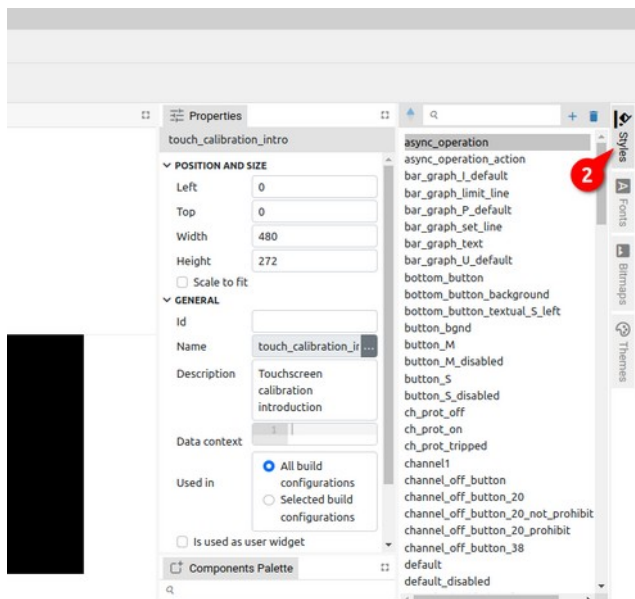 Properties
touch_calibration_intro
POSITION AND SIZE
Left 0
Top 0
Width 480
Height 272
Scale to fit
GENERAL
Id
Name touch_calibration_ir ...
Description Touchscreen
calibration
introduction
1
Data context
Used in
All build
configurations
Selected build
configurations
Is used as user widget
Components Palette
async_operation
async_operation_action
bar_graph_I_default
bar_graph_limit_line
bar_graph_P_default
bar_graph_set_line
bar_graph_text
bar_graph_U_default
bottom_button
bottom_button_background
bottom_button_textual_S_left
button_bgnd
button_M
button_M_disabled
button_S
button_S_disabled
ch_prot_off
ch_prot_on
ch_prot_tripped
channel1
channel_off_button
channel_off_button_20
channel_off_button_20_not_prohibit
channel_off_button_20_prohibit
channel_off_button_38
default
default_disabled
2
Styles
A Fonts
Bitmaps
Themes